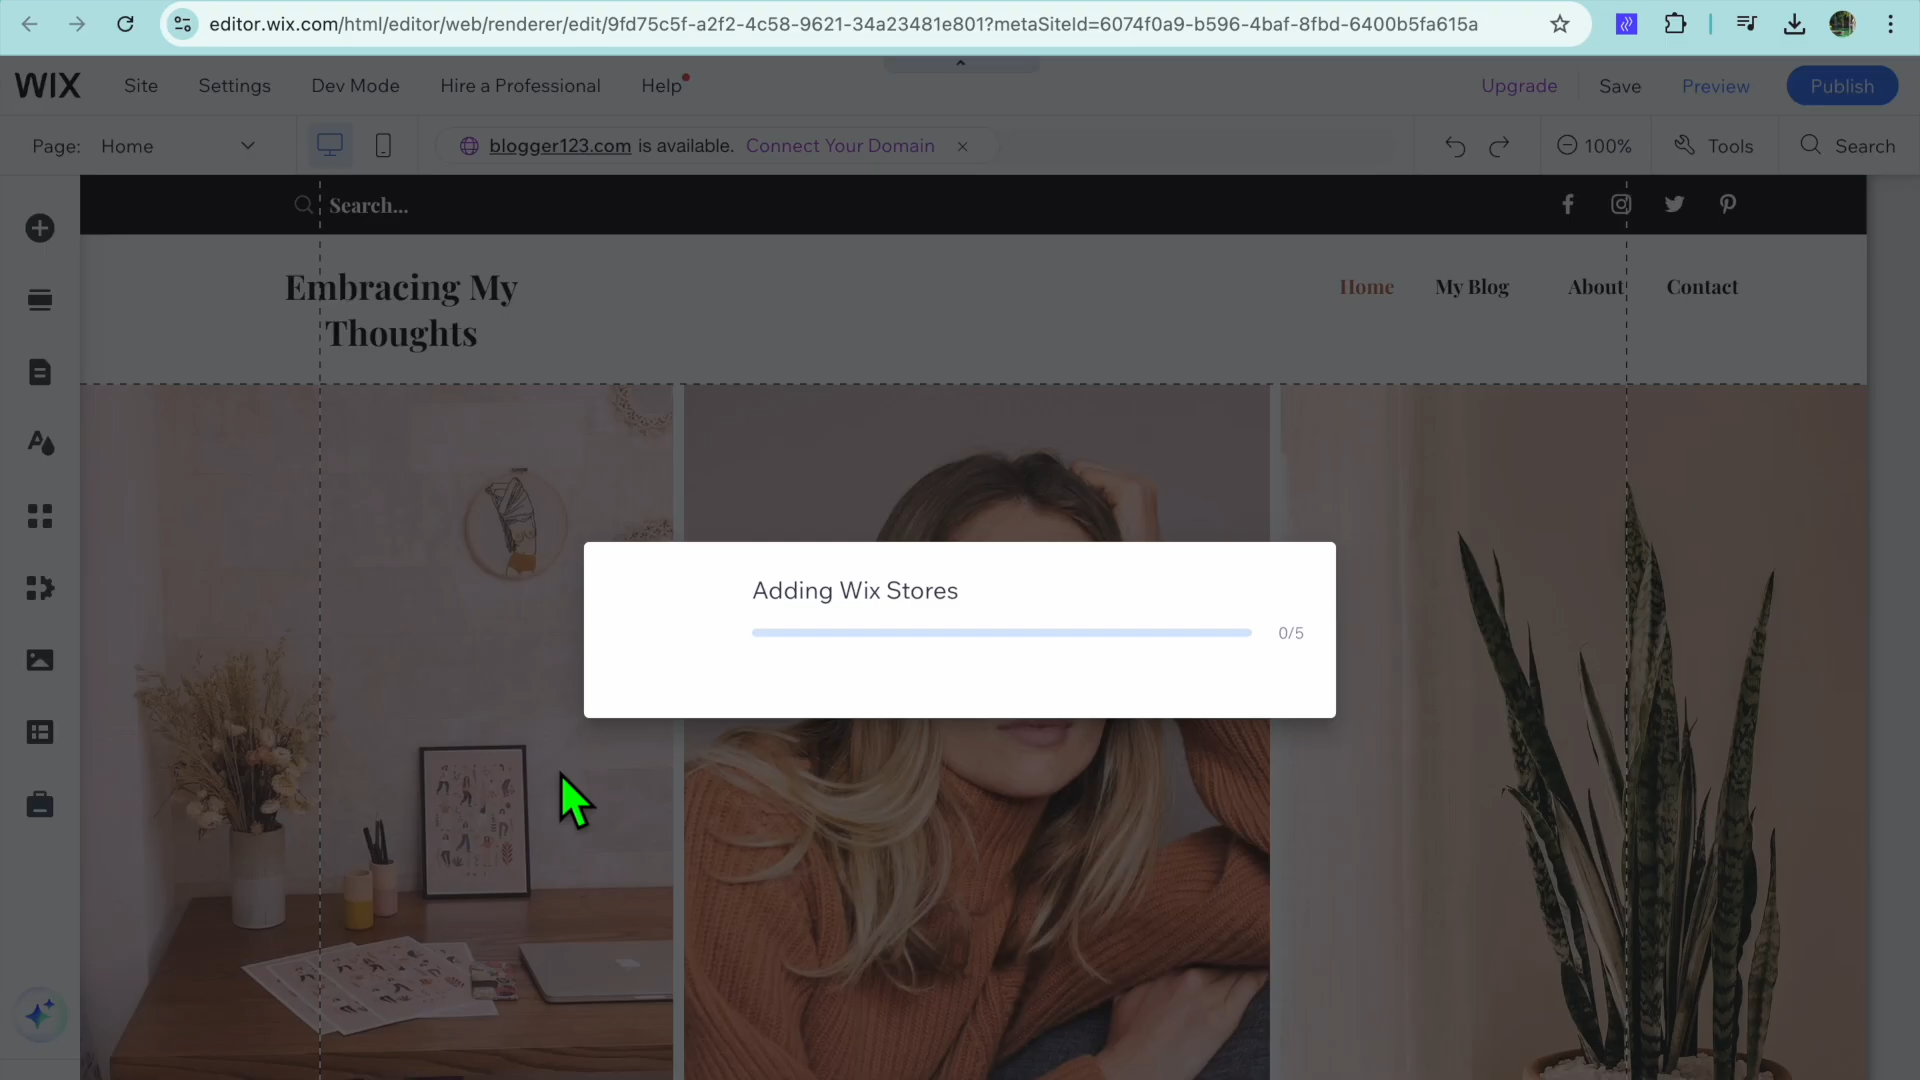 editor.wix.com/html/editor/web/renderer/edit/9fd75c5f-a2f2-4c58-9621-34a23481e801?metaSiteId=6074f0a9-b596-4baf-8fbd-6400b5fa615a
WIX Site Settings Dev Mode Hire a Professional Help Upgrade Save Preview Publish
Page: Home blogger123.com is available. Connect Your Domain 100% Tools Search
Search...
Embracing My
Thoughts
Home My Blog About Contact
Adding Wix Stores
0/5